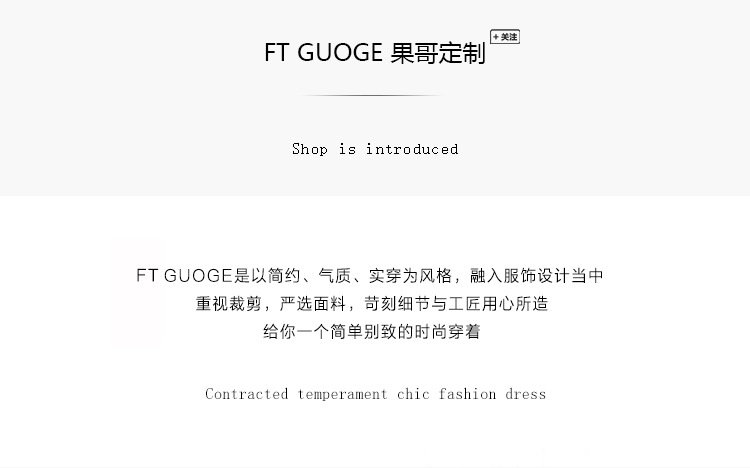 FT GUOGE 果哥定制
+ 关注
Shop is introduced
FT GUOGE是以简约、气质、实穿为风格，融入服饰设计当中
重视裁剪，严选面料，苛刻细节与工匠用心所造
给你一个简单别致的时尚穿着
Contracted temperament chic fashion dress